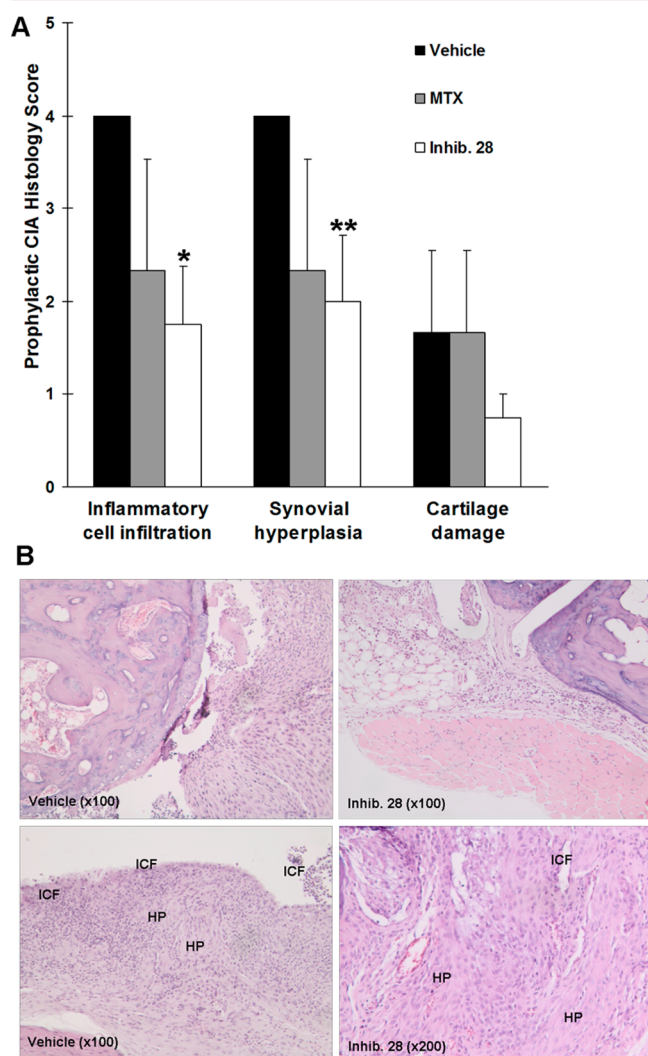 A
Prophylactic CIA Histology Score
5
4
3
2
1
0
Vehicle
MTX
Inhib. 28
*
**
Inflammatory
cell infiltration
Synovial
hyperplasia
Cartilage
damage
B
Vehicle (x100)
Inhib. 28 (x100)
ICF
ICF
ICF
HP
HP
Vehicle (x100)
ICF
HP
HP
Inhib. 28 (x200)